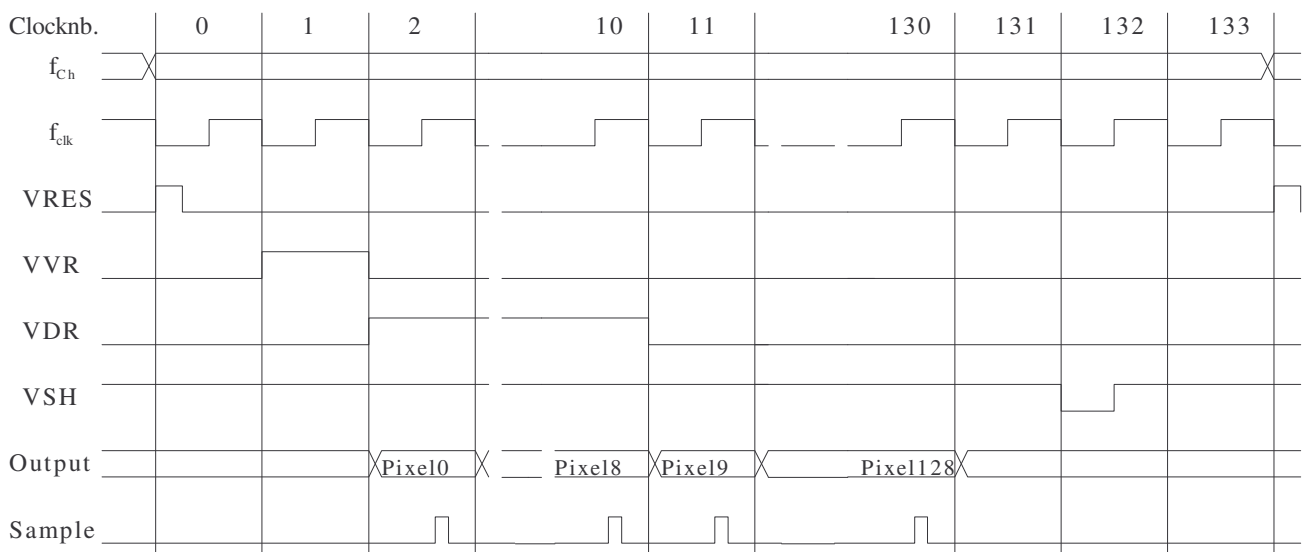 Clocknb. 0 1 2 10 11 130 131 132 133
fCh
fclk
VRES
VVR
VDR
VSH
Output Pixel0 Pixel8 Pixel9 Pixel128
Sample